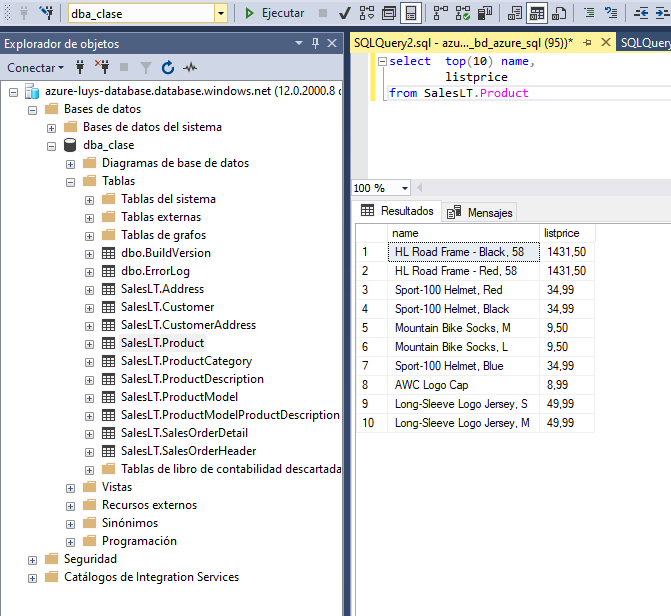 dba_clase
Ejecutar
Explorador de objetos
Conectar
azure-luys-database.database.windows.net (12.0.2000.8
Bases de datos
Bases de datos del sistema
dba_clase
Diagramas de base de datos
Tablas
Tablas del sistema
Tablas externas
Tablas de grafos
dbo.BuildVersion
dbo.ErrorLog
SalesLT.Address
SalesLT.Customer
SalesLT.CustomerAddress
SalesLT.Product
SalesLT.ProductCategory
SalesLT.ProductDescription
SalesLT.ProductModel
SalesLT.ProductModelProductDescription
SalesLT.SalesOrderDetail
SalesLT.SalesOrderHeader
Tablas de libro de contabilidad descartada
Vistas
Recursos externos
Sinónimos
Programación
Seguridad
Catálogos de Integration Services
SQLQuery2.sql - azu..._bd_azure_sql (95))*
SQLQuery
select top(10) name,
listprice
from SalesLT.Product
100 %
Resultados
Mensajes
name listprice
1 HL Road Frame - Black, 58 1431,50
2 HL Road Frame - Red, 58 1431,50
3 Sport-100 Helmet, Red 34,99
4 Sport-100 Helmet, Black 34,99
5 Mountain Bike Socks, M 9,50
6 Mountain Bike Socks, L 9,50
7 Sport-100 Helmet, Blue 34,99
8 AWC Logo Cap 8,99
9 Long-Sleeve Logo Jersey, S 49,99
10 Long-Sleeve Logo Jersey, M 49,99